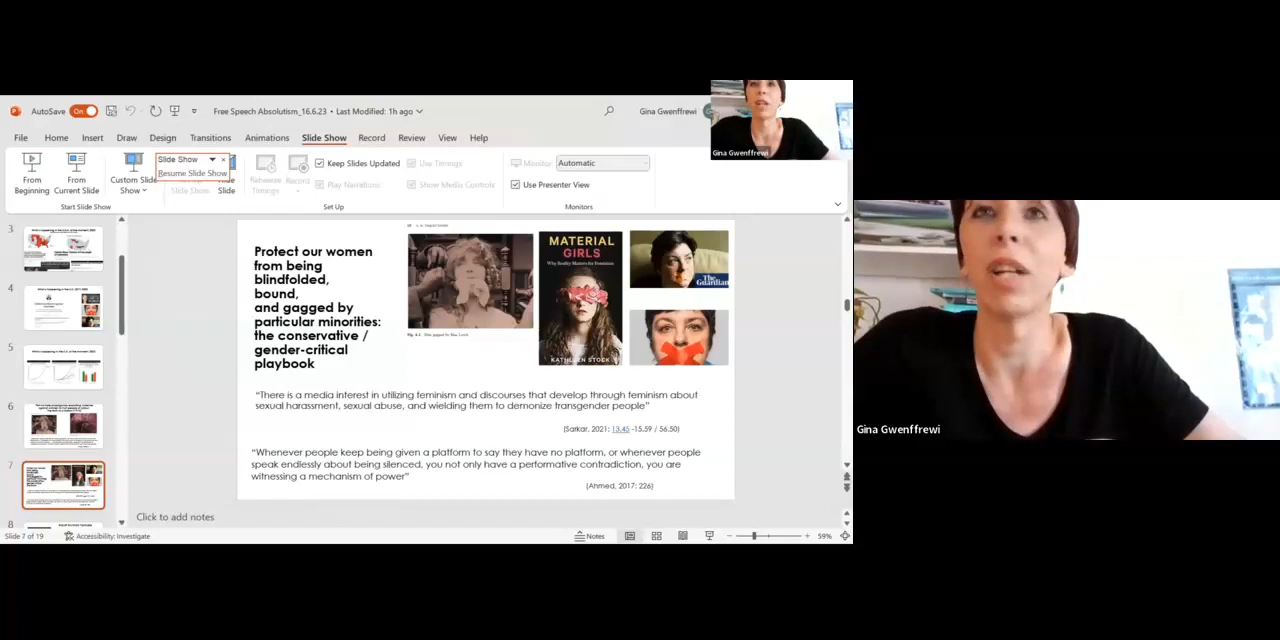 AutoSave On Free Speech Absolutism_16.6.23 • Last Modified: 1h ago Gina Gwenffrewi
Gina Gwenffrewi
File Home Insert Draw Design Transitions Animations Slide Show Record Review View Help
From Beginning
From Current Slide
Custom Slide Show
Slide Show
Resume Slide Show
Hide Slide
Rehearse Timings
Record
Keep Slides Updated
Play Narrations
Use Timings
Show Media Controls
Monitor Automatic
Use Presenter View
Start Slide Show Set Up Monitors
3
4
5
6
7
8
Protect our women
from being
blindfolded,
bound,
and gagged by
particular minorities:
the conservative /
gender-critical
playbook
MATERIAL
GIRLS
Why Reality Matters for Feminism
KATHLEEN STOCK
The
Guardian
“There is a media interest in utilizing feminism and discourses that develop through feminism about
sexual harassment, sexual abuse, and wielding them to demonize transgender people”
(Sarkar, 2021: 13.45 -15.59 / 56.50)
“Whenever people keep being given a platform to say they have no platform, or whenever people
speak endlessly about being silenced, you not only have a performative contradiction, you are
witnessing a mechanism of power”
(Ahmed, 2017: 226)
Click to add notes
Slide 7 of 19 Accessibility: Investigate Notes 59%
Gina Gwenffrewi